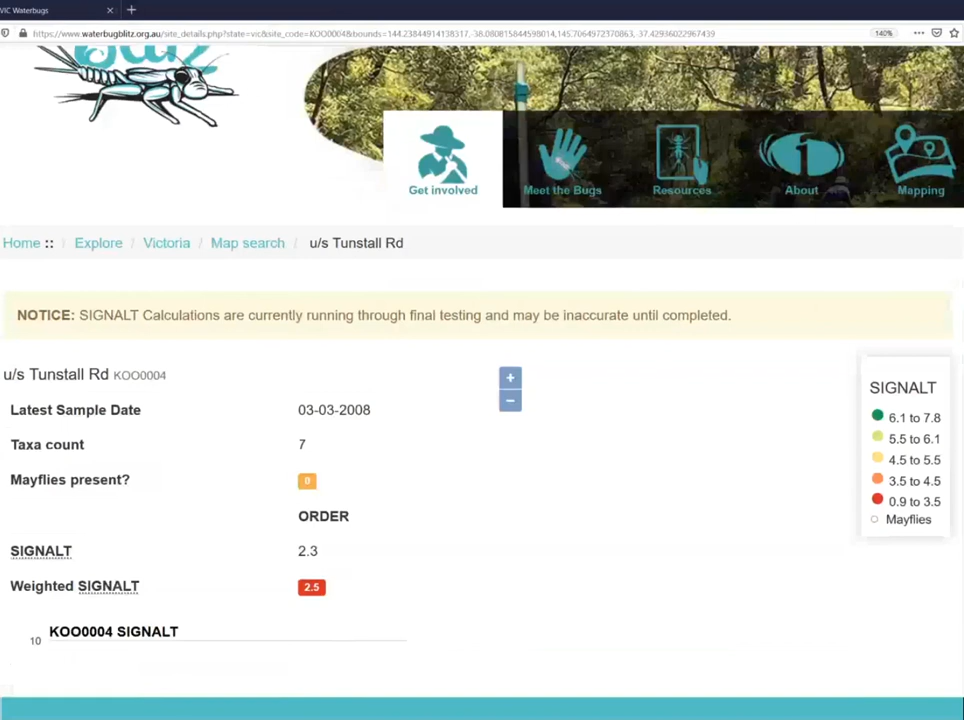 VIC Waterbugs
https://www.waterbugblitz.org.au/site_details.php?state=vic&site_code=KOO0004&bounds=144.23844914138317,-38.080815844598014,145.7064972370863,-37.42936022967439
140%
blitz
Get involved
Meet the Bugs
Resources
About
Mapping
Home :: / Explore / Victoria / Map search / u/s Tunstall Rd
NOTICE: SIGNALT Calculations are currently running through final testing and may be inaccurate until completed.
u/s Tunstall Rd KOO0004
Latest Sample Date 03-03-2008
Taxa count 7
Mayflies present? 0
ORDER
SIGNALT 2.3
Weighted SIGNALT 2.5
KOO0004 SIGNALT
10
+
−
SIGNALT
6.1 to 7.8
5.5 to 6.1
4.5 to 5.5
3.5 to 4.5
0.9 to 3.5
Mayflies